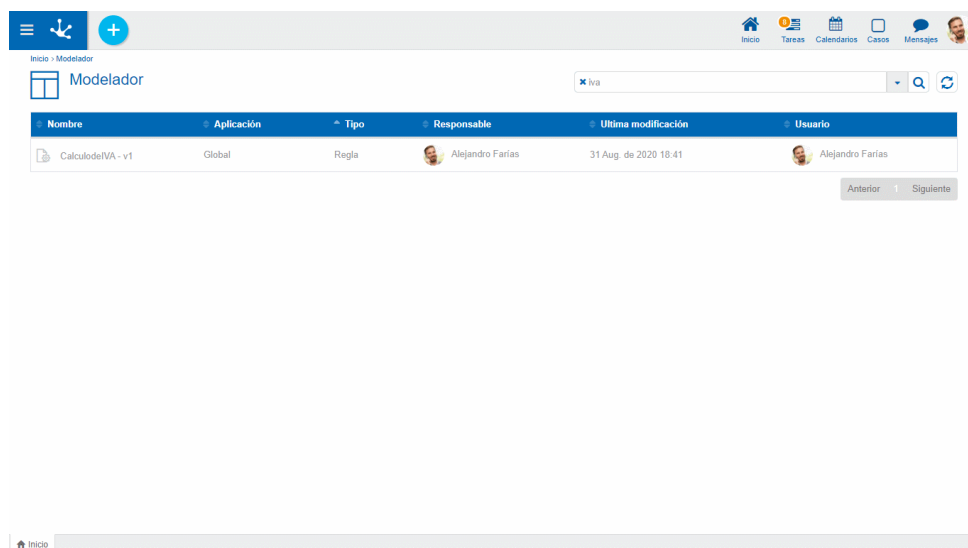 Inicio Tareas Calendarios Casos Mensajes
Inicio > Modelador
Modelador
iva
Nombre Aplicación Tipo Responsable Ultima modificación Usuario
CalculodeIVA - v1 Global Regla Alejandro Farías 31 Aug. de 2020 18:41 Alejandro Farías
Anterior 1 Siguiente
Inicio